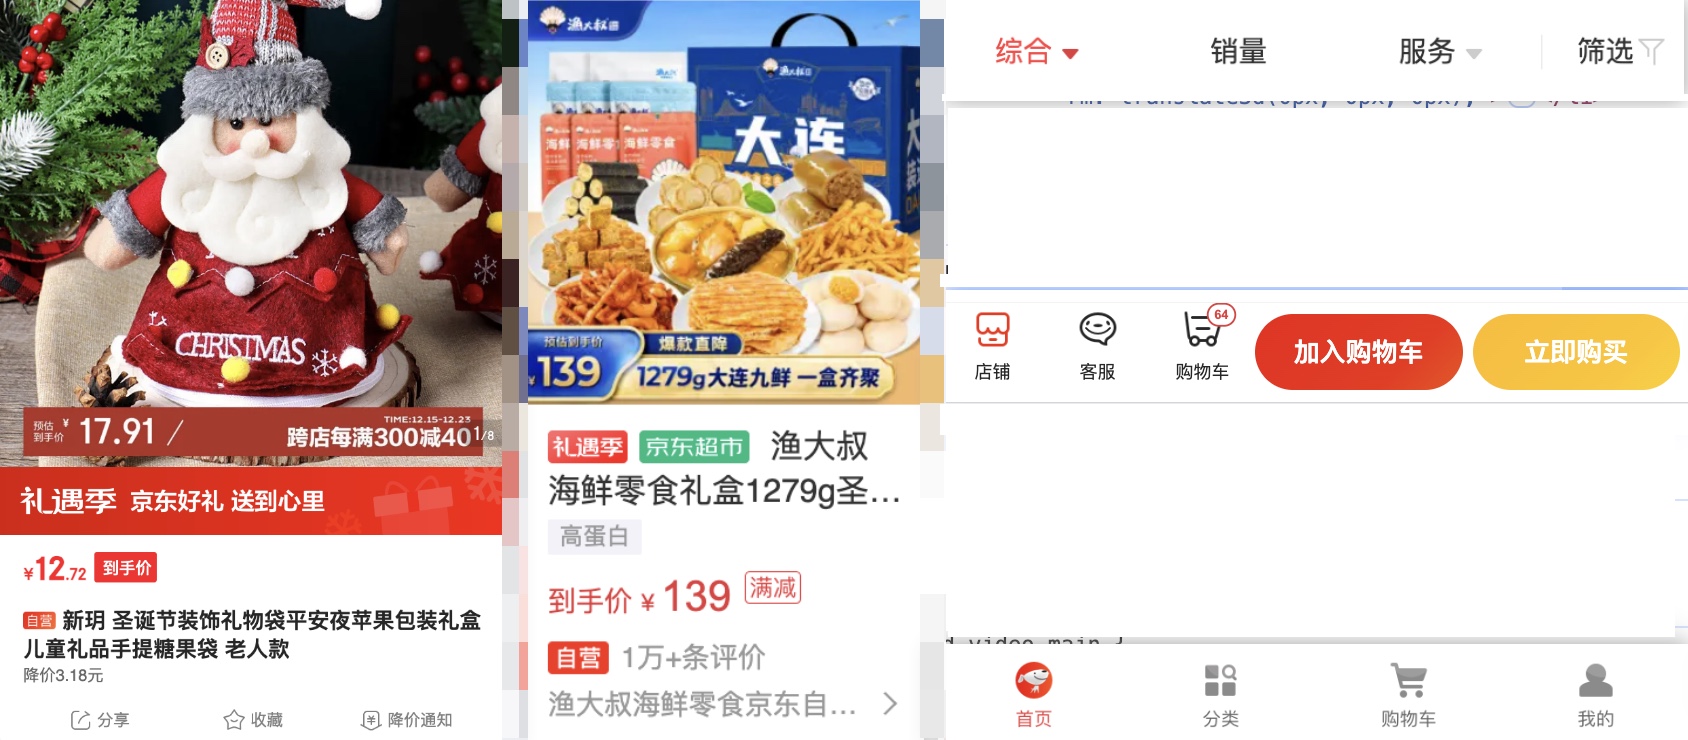 CHRISTMAS
预估到手价 ¥ 17.91
TIME:12.15-12.23
跨店每满300减40
1/8
礼遇季 京东好礼 送到心里
¥12.72 到手价
自营 新玥 圣诞节装饰礼物袋平安夜苹果包装礼盒
儿童礼品手提糖果袋 老人款
降价3.18元
分享 收藏 降价通知
渔大叔
渔大叔
大连
海鲜零食
预估到手价
¥139
爆款直降
1279g大连九鲜 一盒齐聚
礼遇季 京东超市 渔大叔
海鲜零食礼盒1279g圣...
高蛋白
到手价 ¥ 139 满减
自营 1万+条评价
渔大叔海鲜零食京东自...
综合 销量 服务 筛选
店铺 客服 购物车 64 加入购物车 立即购买
首页 分类 购物车 我的